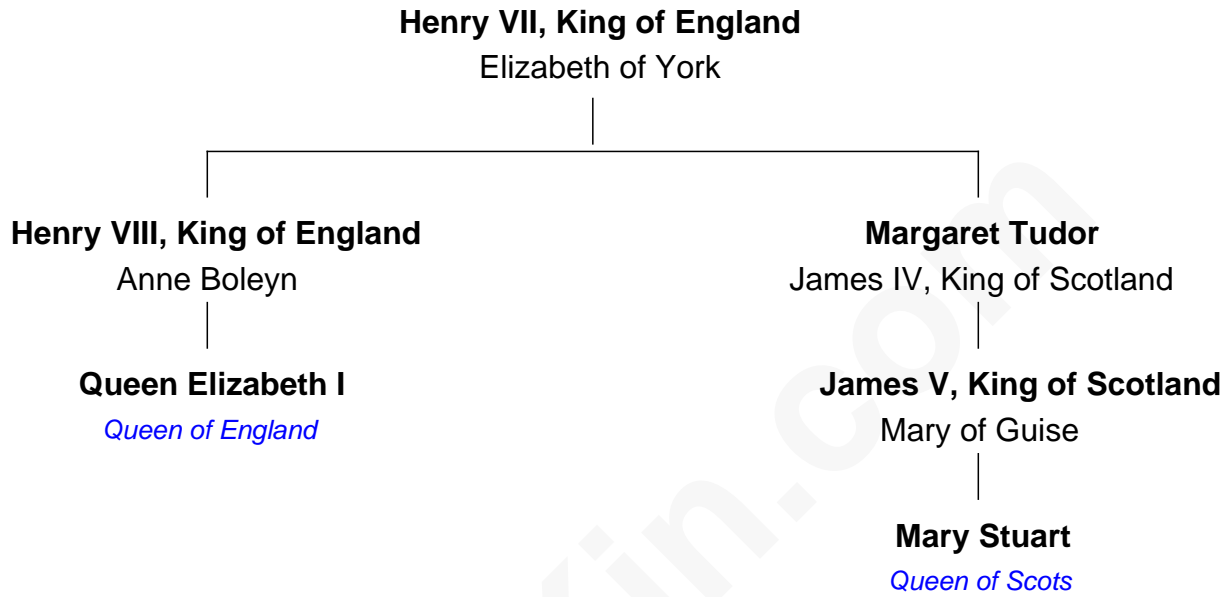 Henry VII, King of England
Elizabeth of York
Henry VIII, King of England
Anne Boleyn
Margaret Tudor
James IV, King of Scotland
Queen Elizabeth I
Queen of England
James V, King of Scotland
Mary of Guise
Mary Stuart
Queen of Scots
in.com